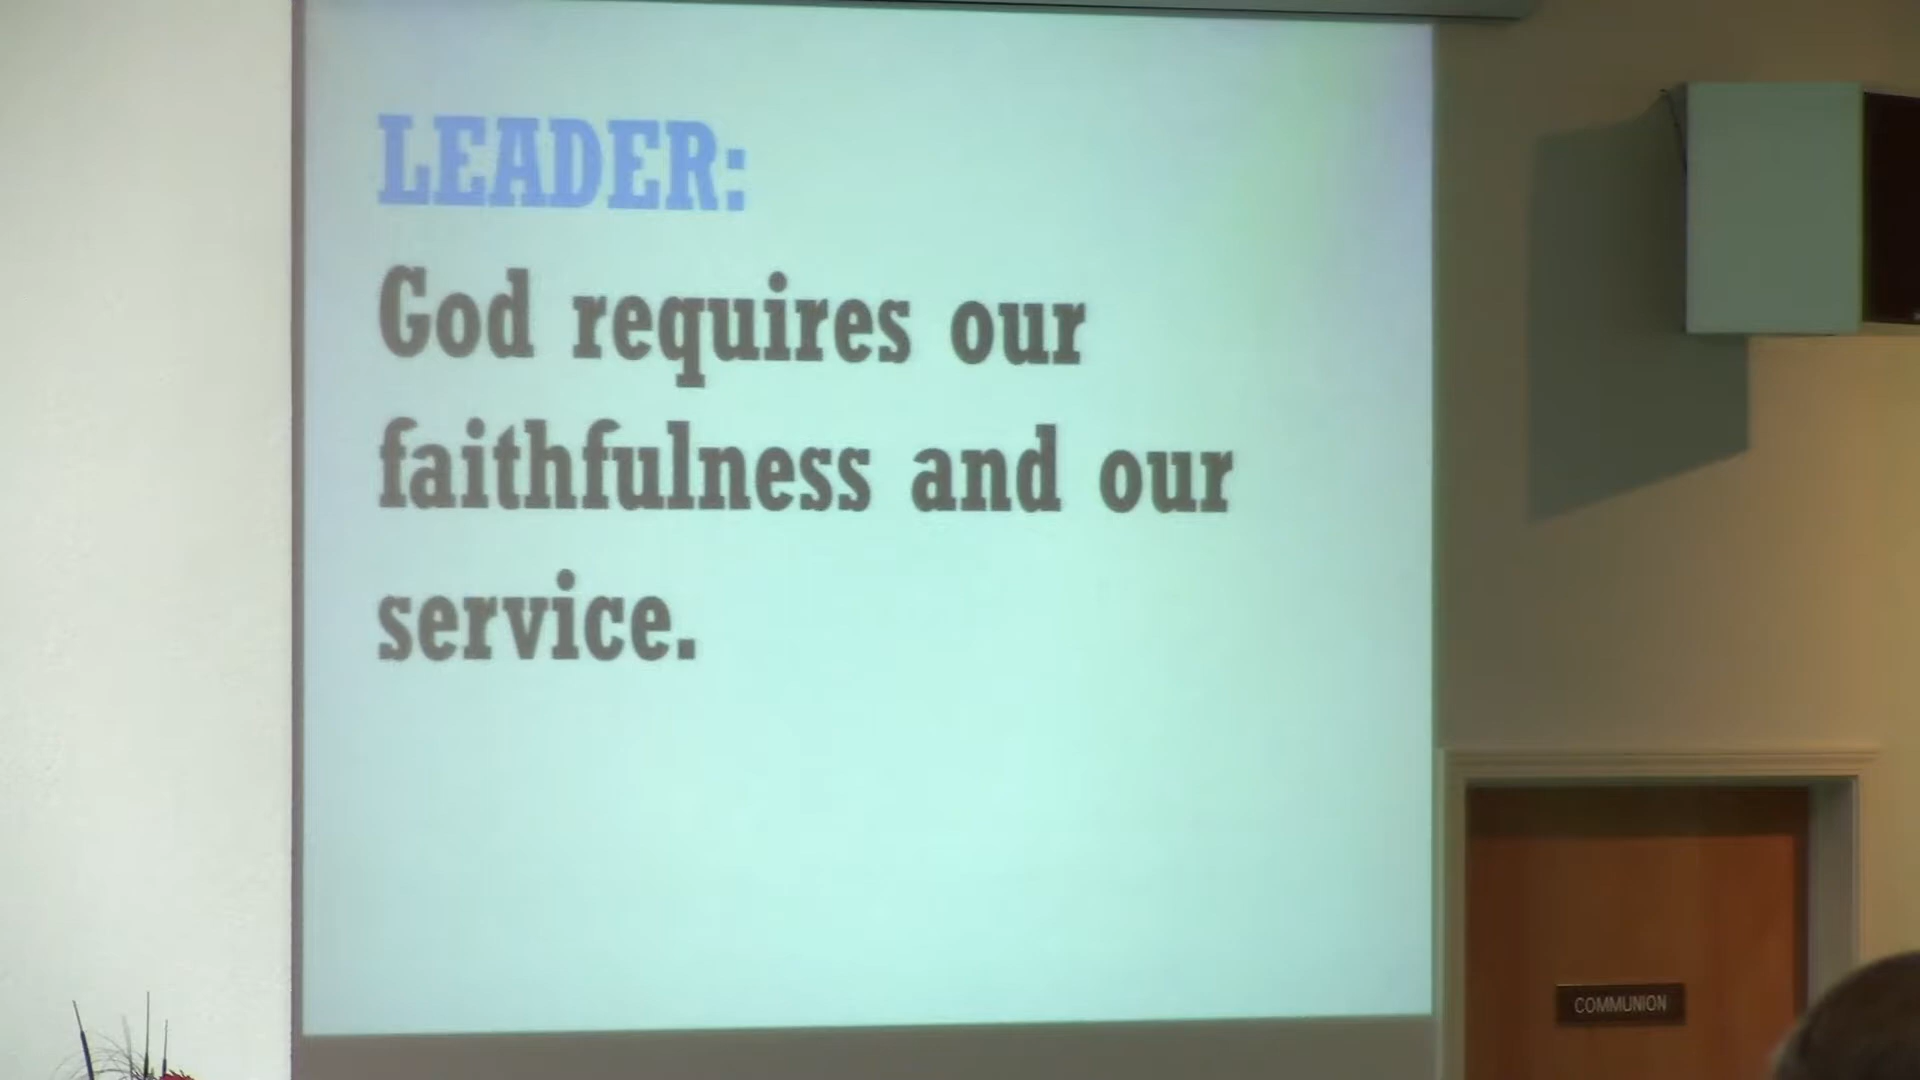 LEADER:
God requires our
faithfulness and our
service.
COMMUNION